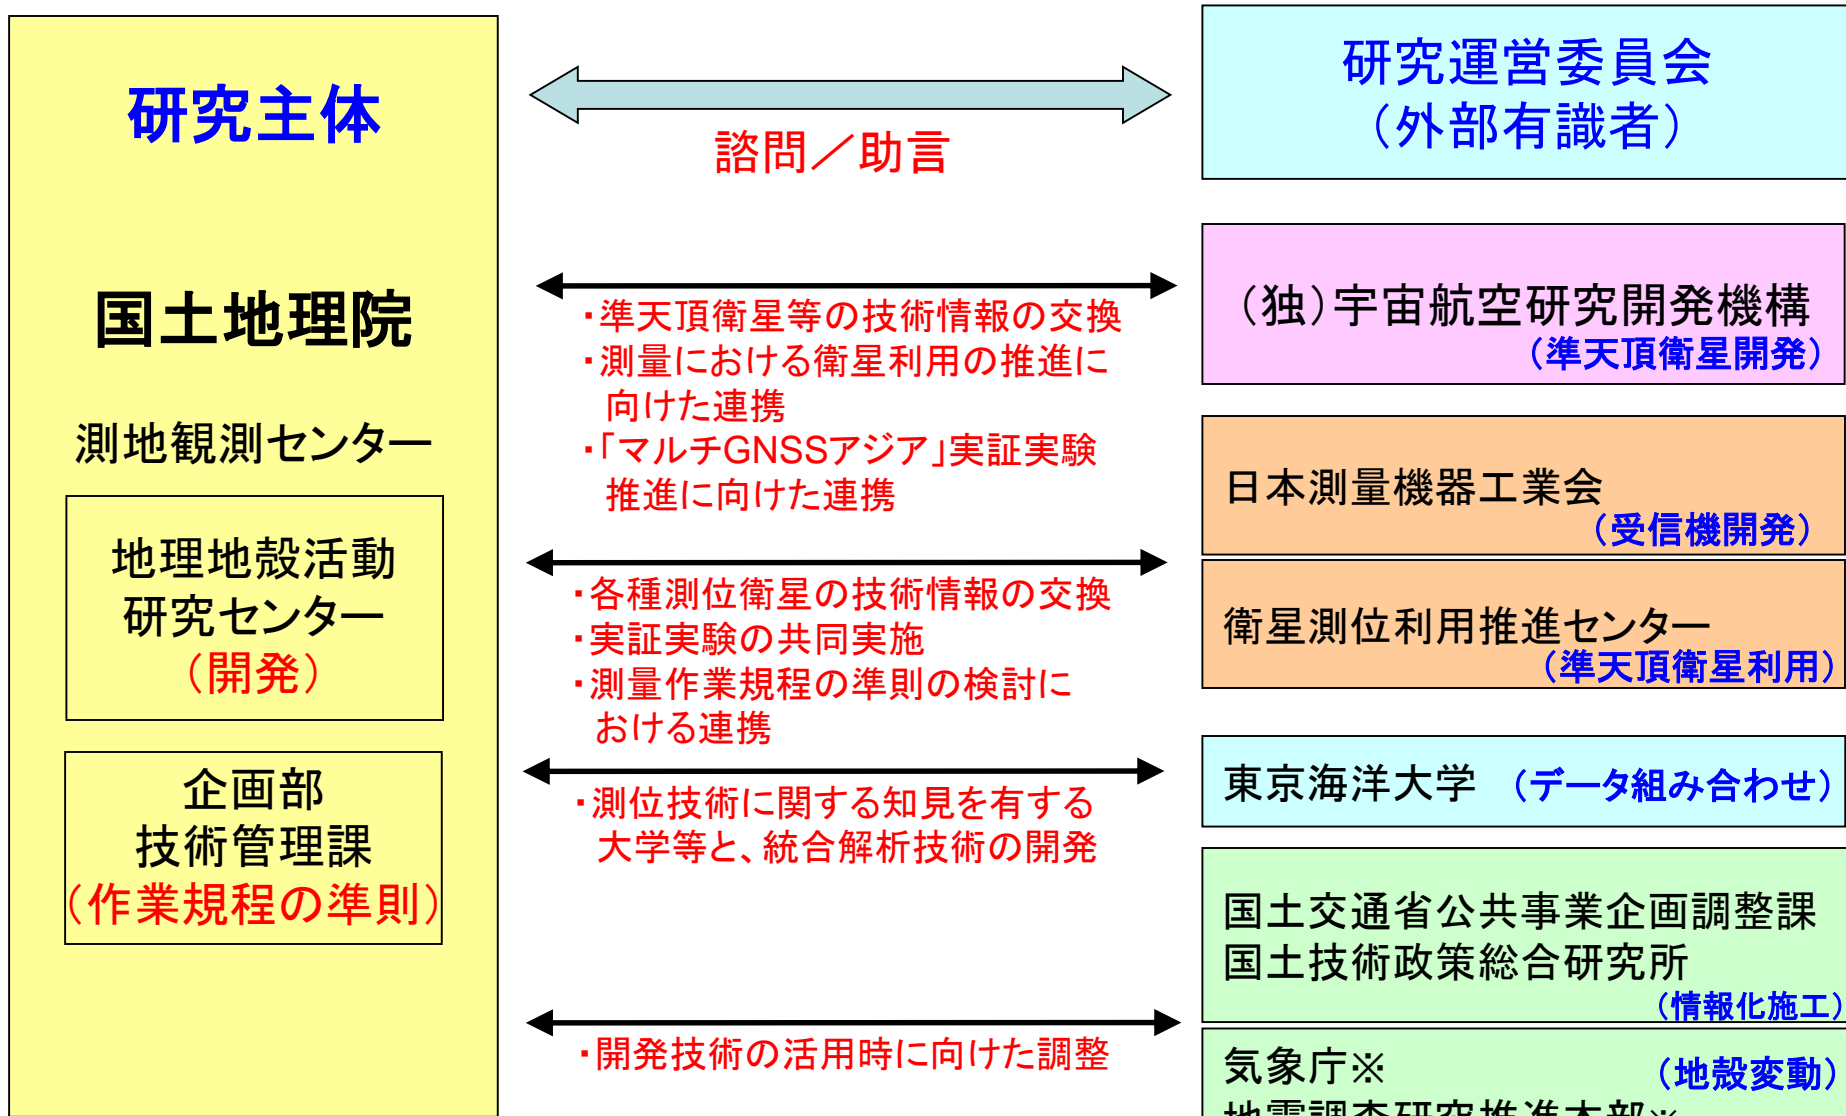 研究主体
国土地理院
測地観測センター
地理地殻活動
研究センター
（開発）
企画部
技術管理課
（作業規程の準則）
諮問／助言
・準天頂衛星等の技術情報の交換
・測量における衛星利用の推進に
向けた連携
・「マルチGNSSアジア」実証実験
推進に向けた連携
・各種測位衛星の技術情報の交換
・実証実験の共同実施
・測量作業規程の準則の検討に
おける連携
・測位技術に関する知見を有する
大学等と、統合解析技術の開発
・開発技術の活用時に向けた調整
研究運営委員会
（外部有識者）
（独）宇宙航空研究開発機構
（準天頂衛星開発）
日本測量機器工業会
（受信機開発）
衛星測位利用推進センター
（準天頂衛星利用）
東京海洋大学 （データ組み合わせ）
国土交通省公共事業企画調整課
国土技術政策総合研究所
（情報化施工）
気象庁※ （地殻変動）
地震調査研究推進本部※